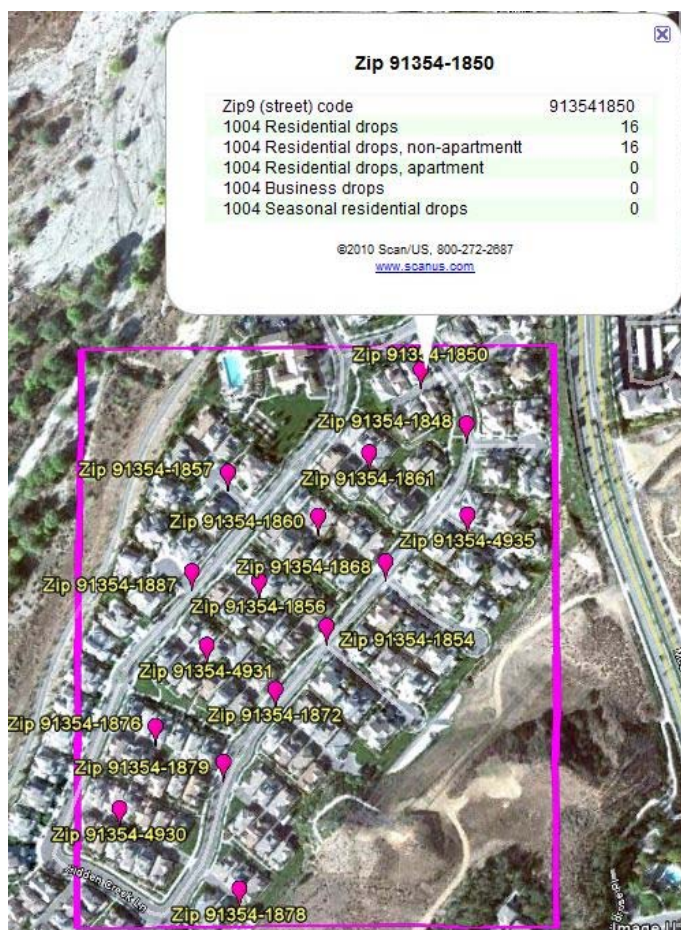 Zip 91354-1850
Zip9 (street) code 913541850
1004 Residential drops 16
1004 Residential drops, non-apartmentt 16
1004 Residential drops, apartment 0
1004 Business drops 0
1004 Seasonal residential drops 0
©2010 Scan/US, 800-272-2687
www.scanus.com
Zip 91354-1850
Zip 91354-1848
Zip 91354-1857
Zip 91354-1861
Zip 91354-1860
Zip 91354-4935
Zip 91354-1868
Zip 91354-1887
Zip 91354-1856
Zip 91354-1854
Zip 91354-4931
Zip 91354-1872
Zip 91354-1876
Zip 91354-1879
Zip 91354-4930
Hidden Creek Ln
Zip 91354-1878
Image U